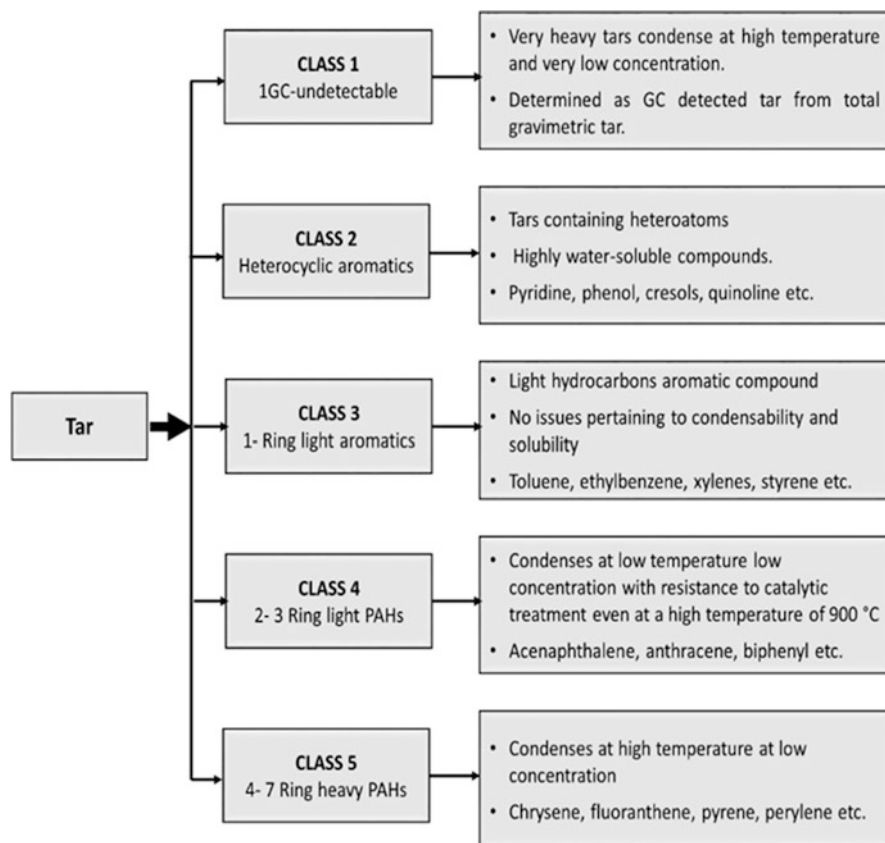 CLASS 1
1GC-undetectable
• Very heavy tars condense at high temperature
and very low concentration.
• Determined as GC detected tar from total
gravimetric tar.
CLASS 2
Heterocyclic aromatics
• Tars containing heteroatoms
• Highly water-soluble compounds.
• Pyridine, phenol, cresols, quinoline etc.
Tar
CLASS 3
1- Ring light aromatics
• Light hydrocarbons aromatic compound
• No issues pertaining to condensability and
solubility
• Toluene, ethylbenzene, xylenes, styrene etc.
CLASS 4
2- 3 Ring light PAHs
• Condenses at low temperature low
concentration with resistance to catalytic
treatment even at a high temperature of 900 °C
• Acenaphthalene, anthracene, biphenyl etc.
CLASS 5
4- 7 Ring heavy PAHs
• Condenses at high temperature at low
concentration
• Chrysene, fluoranthene, pyrene, perylene etc.